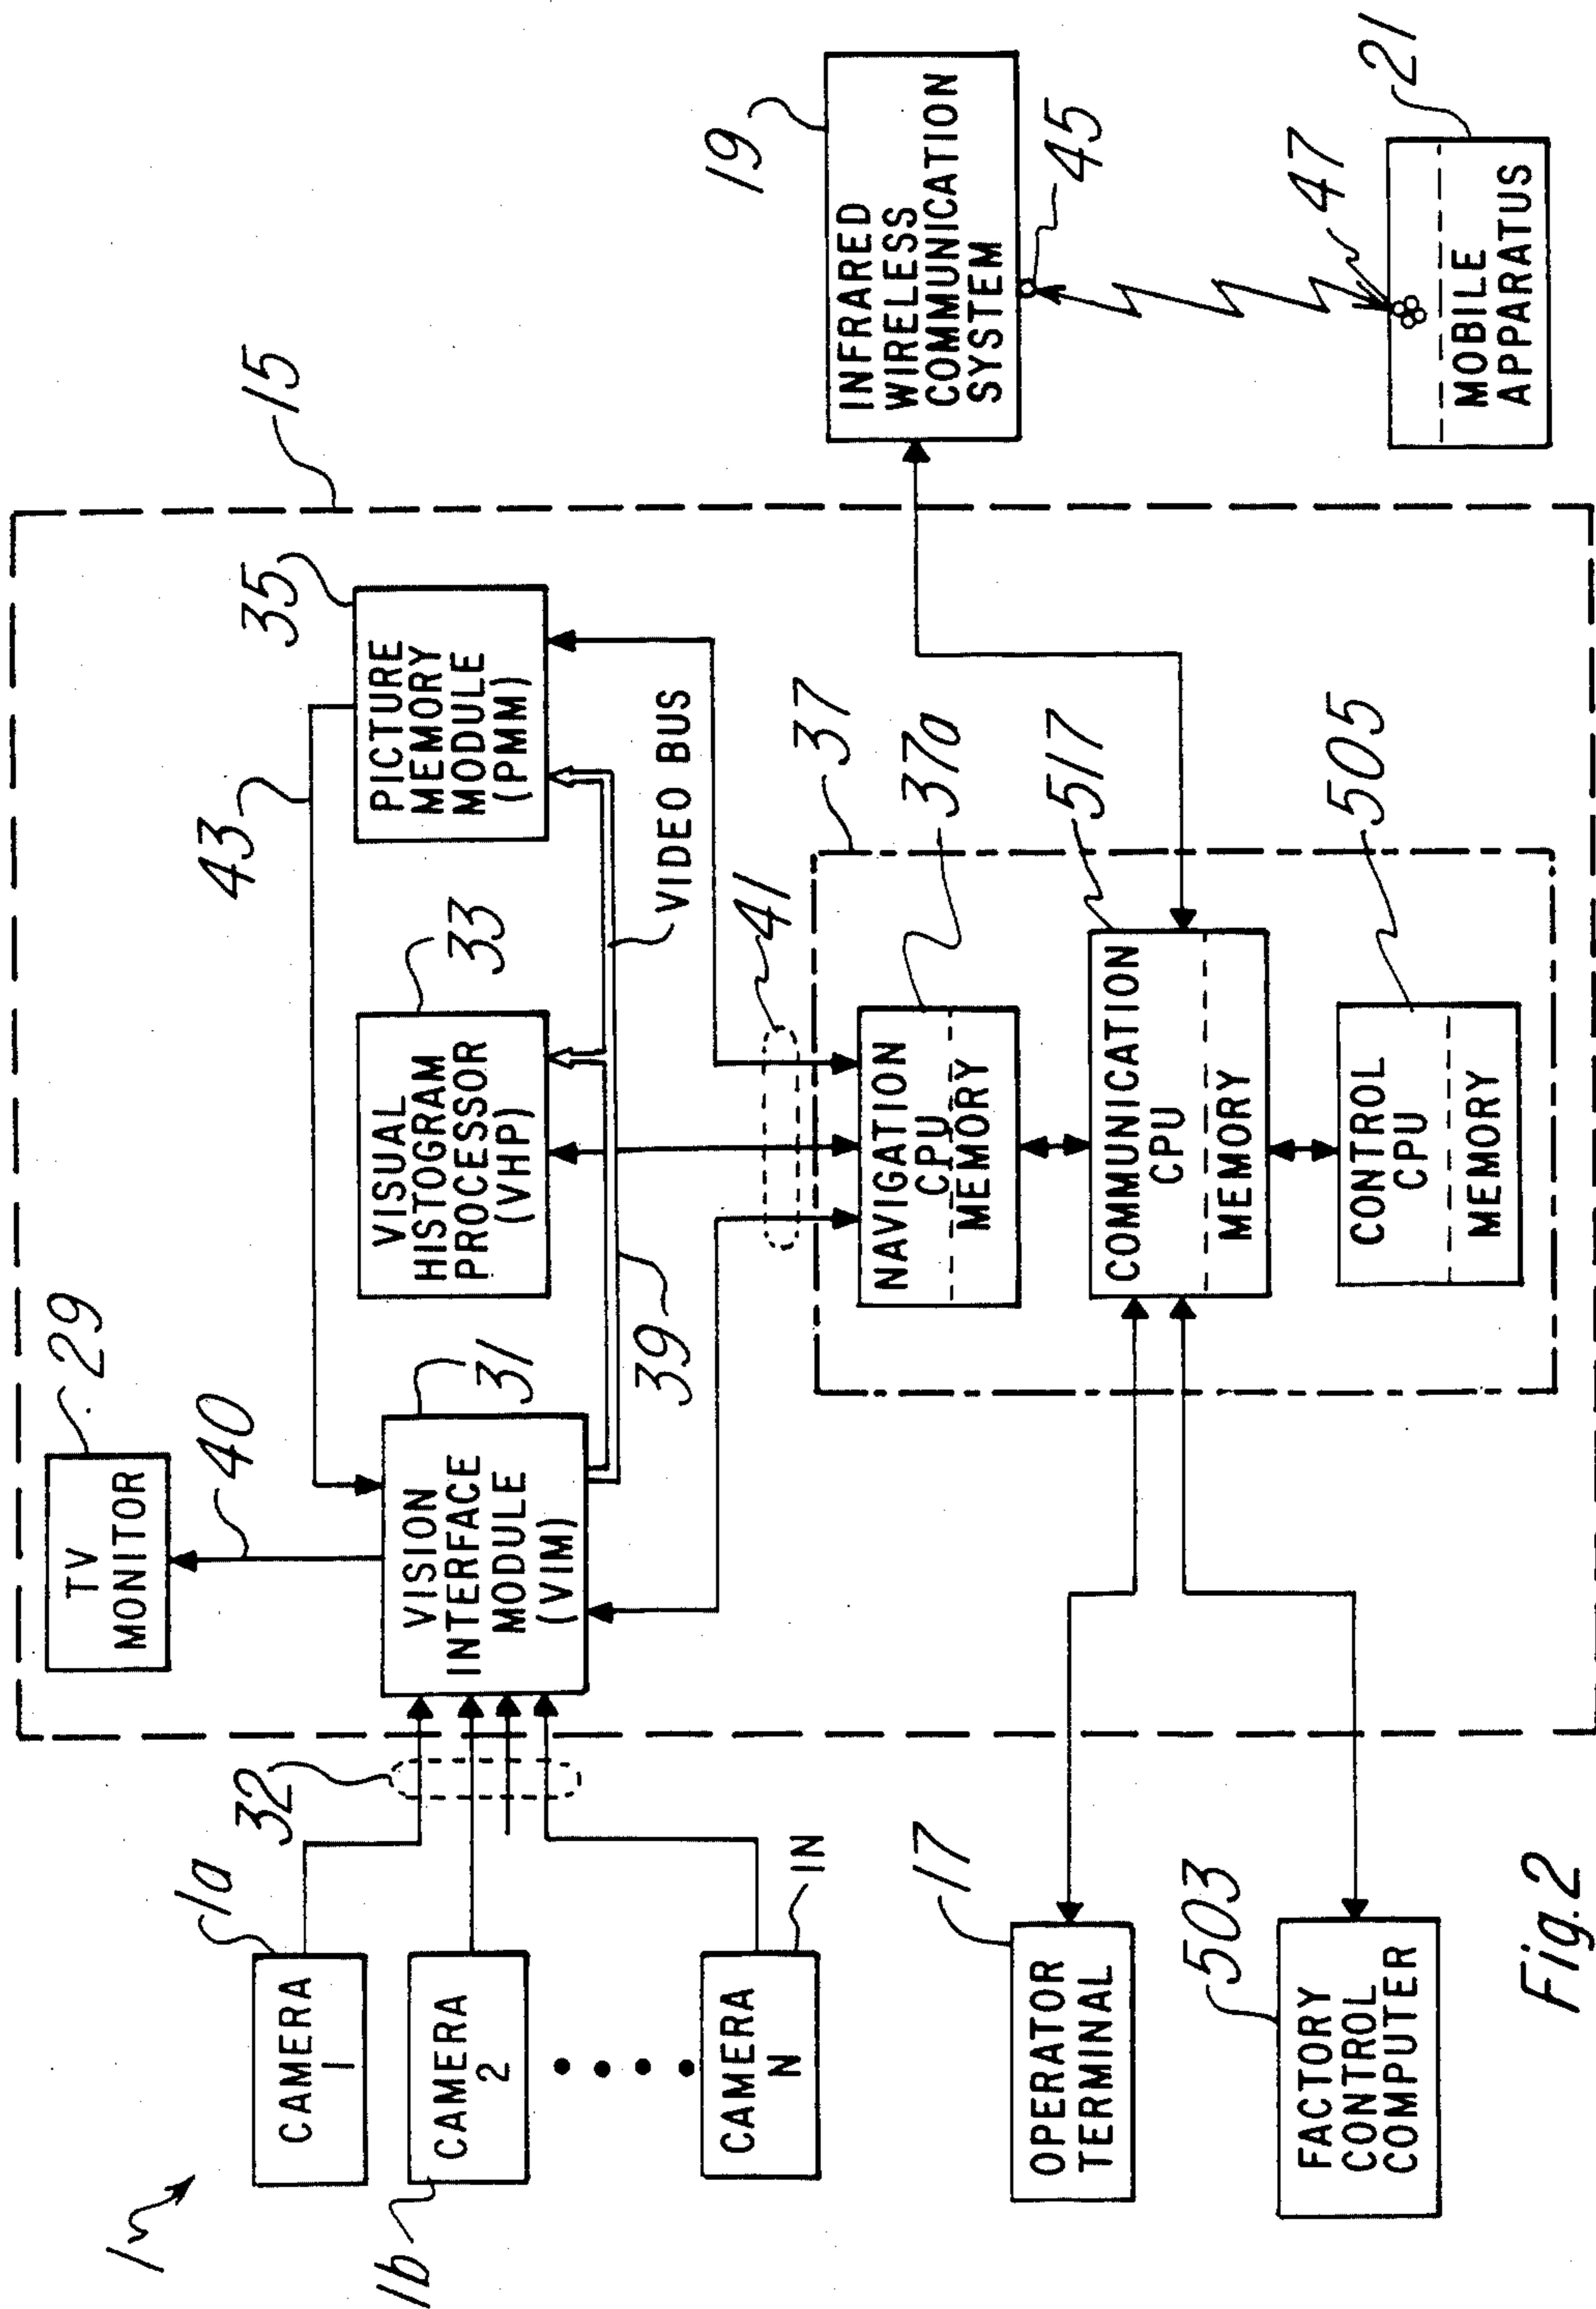 1
CAMERA
1
1a
CAMERA
2
1b
CAMERA
N
IN
32
TV
MONITOR
29
40
43
15
VISION
INTERFACE
MODULE
(VIM)
31
VISUAL
HISTOGRAM
PROCESSOR
(VHP)
33
PICTURE
MEMORY
MODULE
(PMM)
35
39
VIDEO BUS
41
37
NAVIGATION
CPU
MEMORY
37a
COMMUNICATION
CPU
MEMORY
517
CONTROL
CPU
MEMORY
505
OPERATOR
TERMINAL
17
FACTORY
CONTROL
COMPUTER
503
INFRARED
WIRELESS
COMMUNICATION
SYSTEM
19
45
47
MOBILE
APPARATUS
21
Fig.2